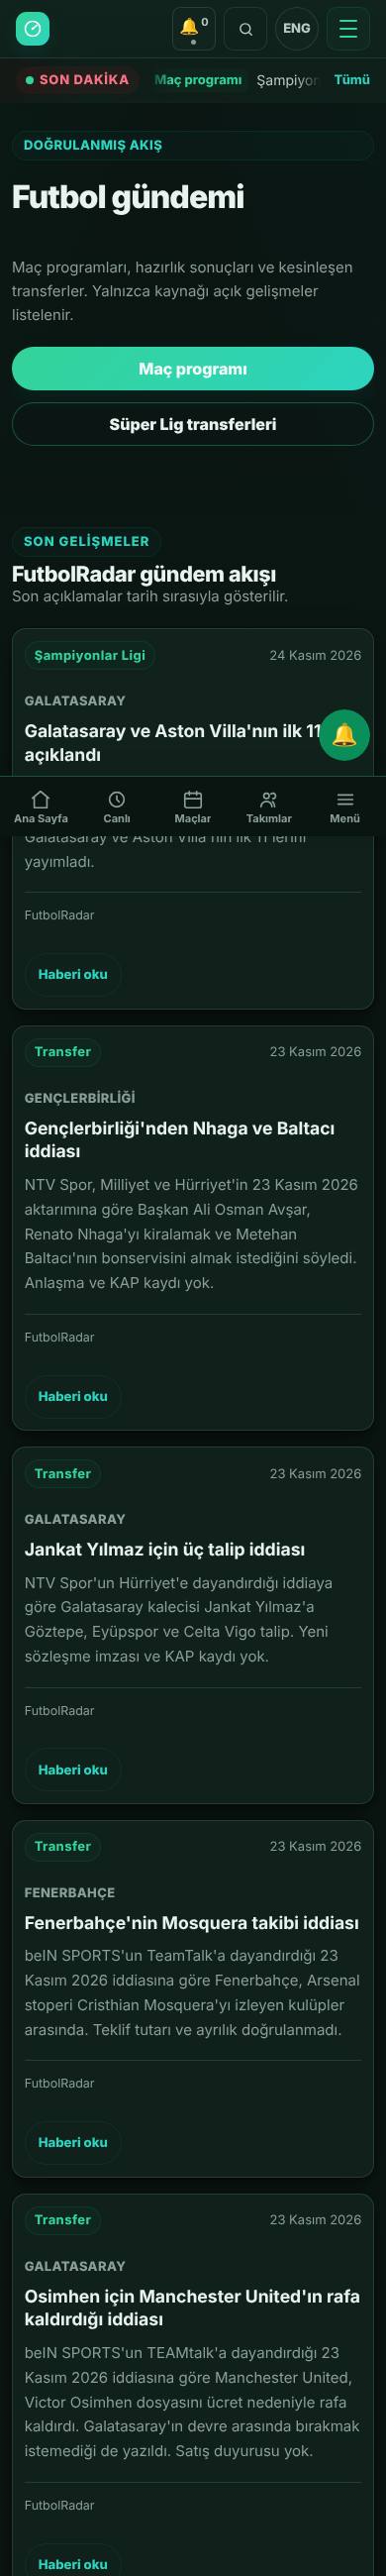 0
ENG
SON DAKİKA
Maç programı
Şampiyon
Tümü
DOĞRULANMIŞ AKIŞ
Futbol gündemi
Maç programları, hazırlık sonuçları ve kesinleşen
transferler. Yalnızca kaynağı açık gelişmeler
listelenir.
Maç programı
Süper Lig transferleri
SON GELİŞMELER
FutbolRadar gündem akışı
Son açıklamalar tarih sırasıyla gösterilir.
Şampiyonlar Ligi
24 Kasım 2026
GALATASARAY
Galatasaray ve Aston Villa'nın ilk 11
açıklandı
Ana Sayfa
Canlı
Maçlar
Takımlar
Menü
Galatasaray ve Aston Villa'nın ilk 11'lerini
yayımladı.
FutbolRadar
Haberi oku
Transfer
23 Kasım 2026
GENÇLERBİRLİĞİ
Gençlerbirliği'nden Nhaga ve Baltacı
iddiası
NTV Spor, Milliyet ve Hürriyet'in 23 Kasım 2026
aktarımına göre Başkan Ali Osman Avşar,
Renato Nhaga'yı kiralamak ve Metehan
Baltacı'nın bonservisini almak istediğini söyledi.
Anlaşma ve KAP kaydı yok.
FutbolRadar
Haberi oku
Transfer
23 Kasım 2026
GALATASARAY
Jankat Yılmaz için üç talip iddiası
NTV Spor'un Hürriyet'e dayandırdığı iddiaya
göre Galatasaray kalecisi Jankat Yılmaz'a
Göztepe, Eyüpspor ve Celta Vigo talip. Yeni
sözleşme imzası ve KAP kaydı yok.
FutbolRadar
Haberi oku
Transfer
23 Kasım 2026
FENERBAHÇE
Fenerbahçe'nin Mosquera takibi iddiası
beIN SPORTS'un TeamTalk'a dayandırdığı 23
Kasım 2026 iddiasına göre Fenerbahçe, Arsenal
stoperi Cristhian Mosquera'yı izleyen kulüpler
arasında. Teklif tutarı ve ayrılık doğrulanmadı.
FutbolRadar
Haberi oku
Transfer
23 Kasım 2026
GALATASARAY
Osimhen için Manchester United'ın rafa
kaldırdığı iddiası
beIN SPORTS'un TEAMtalk'a dayandırdığı 23
Kasım 2026 iddiasına göre Manchester United,
Victor Osimhen dosyasını ücret nedeniyle rafa
kaldırdı. Galatasaray'ın devre arasında bırakmak
istemediği de yazıldı. Satış duyurusu yok.
FutbolRadar
Haberi oku